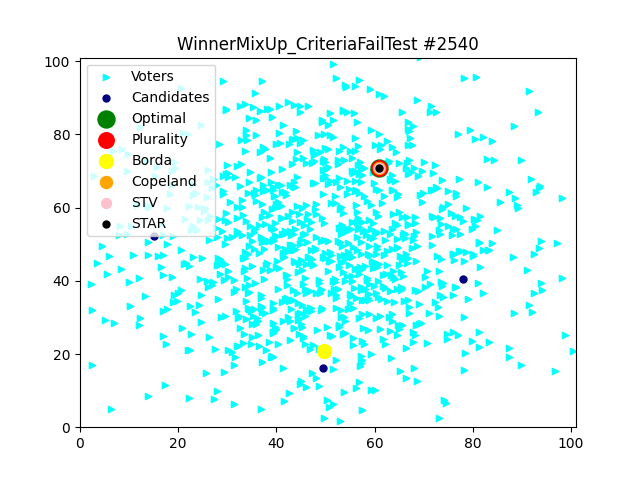 WinnerMixUp_CriteriaFailTest #2540
100
80
60
40
20
0
Voters
Candidates
Optimal
Plurality
Borda
Copeland
STV
STAR
0 20 40 60 80 100